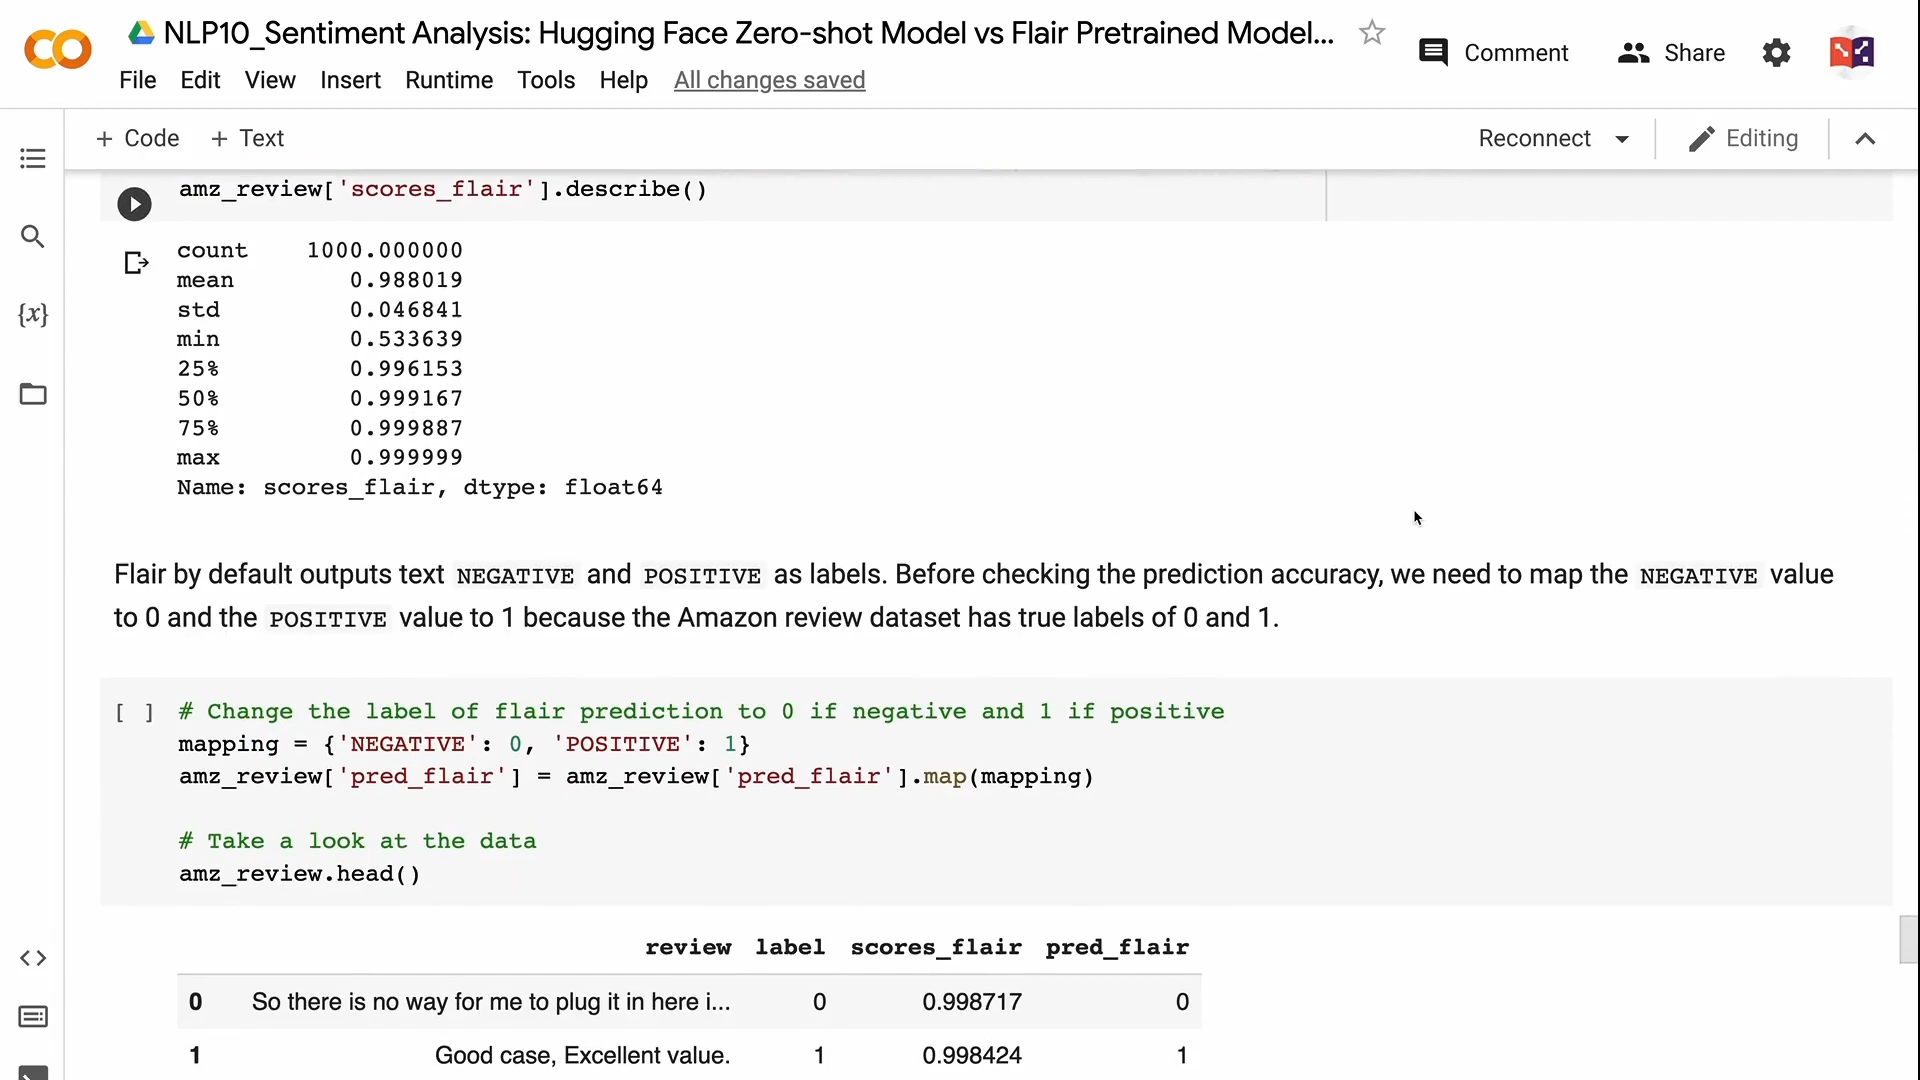 NLP10_Sentiment Analysis: Hugging Face Zero-shot Model vs Flair Pretrained Model...
Comment
Share
File Edit View Insert Runtime Tools Help All changes saved
+ Code + Text
Reconnect
Editing
amz_review['scores_flair'].describe()
count 1000.000000
mean 0.988019
std 0.046841
min 0.533639
25% 0.996153
50% 0.999167
75% 0.999887
max 0.999999
Name: scores_flair, dtype: float64
Flair by default outputs text NEGATIVE and POSITIVE as labels. Before checking the prediction accuracy, we need to map the NEGATIVE value
to 0 and the POSITIVE value to 1 because the Amazon review dataset has true labels of 0 and 1.
[ ] # Change the label of flair prediction to 0 if negative and 1 if positive
mapping = {'NEGATIVE': 0, 'POSITIVE': 1}
amz_review['pred_flair'] = amz_review['pred_flair'].map(mapping)
# Take a look at the data
amz_review.head()
review label scores_flair pred_flair
0 So there is no way for me to plug it in here i... 0 0.998717 0
1 Good case, Excellent value. 1 0.998424 1